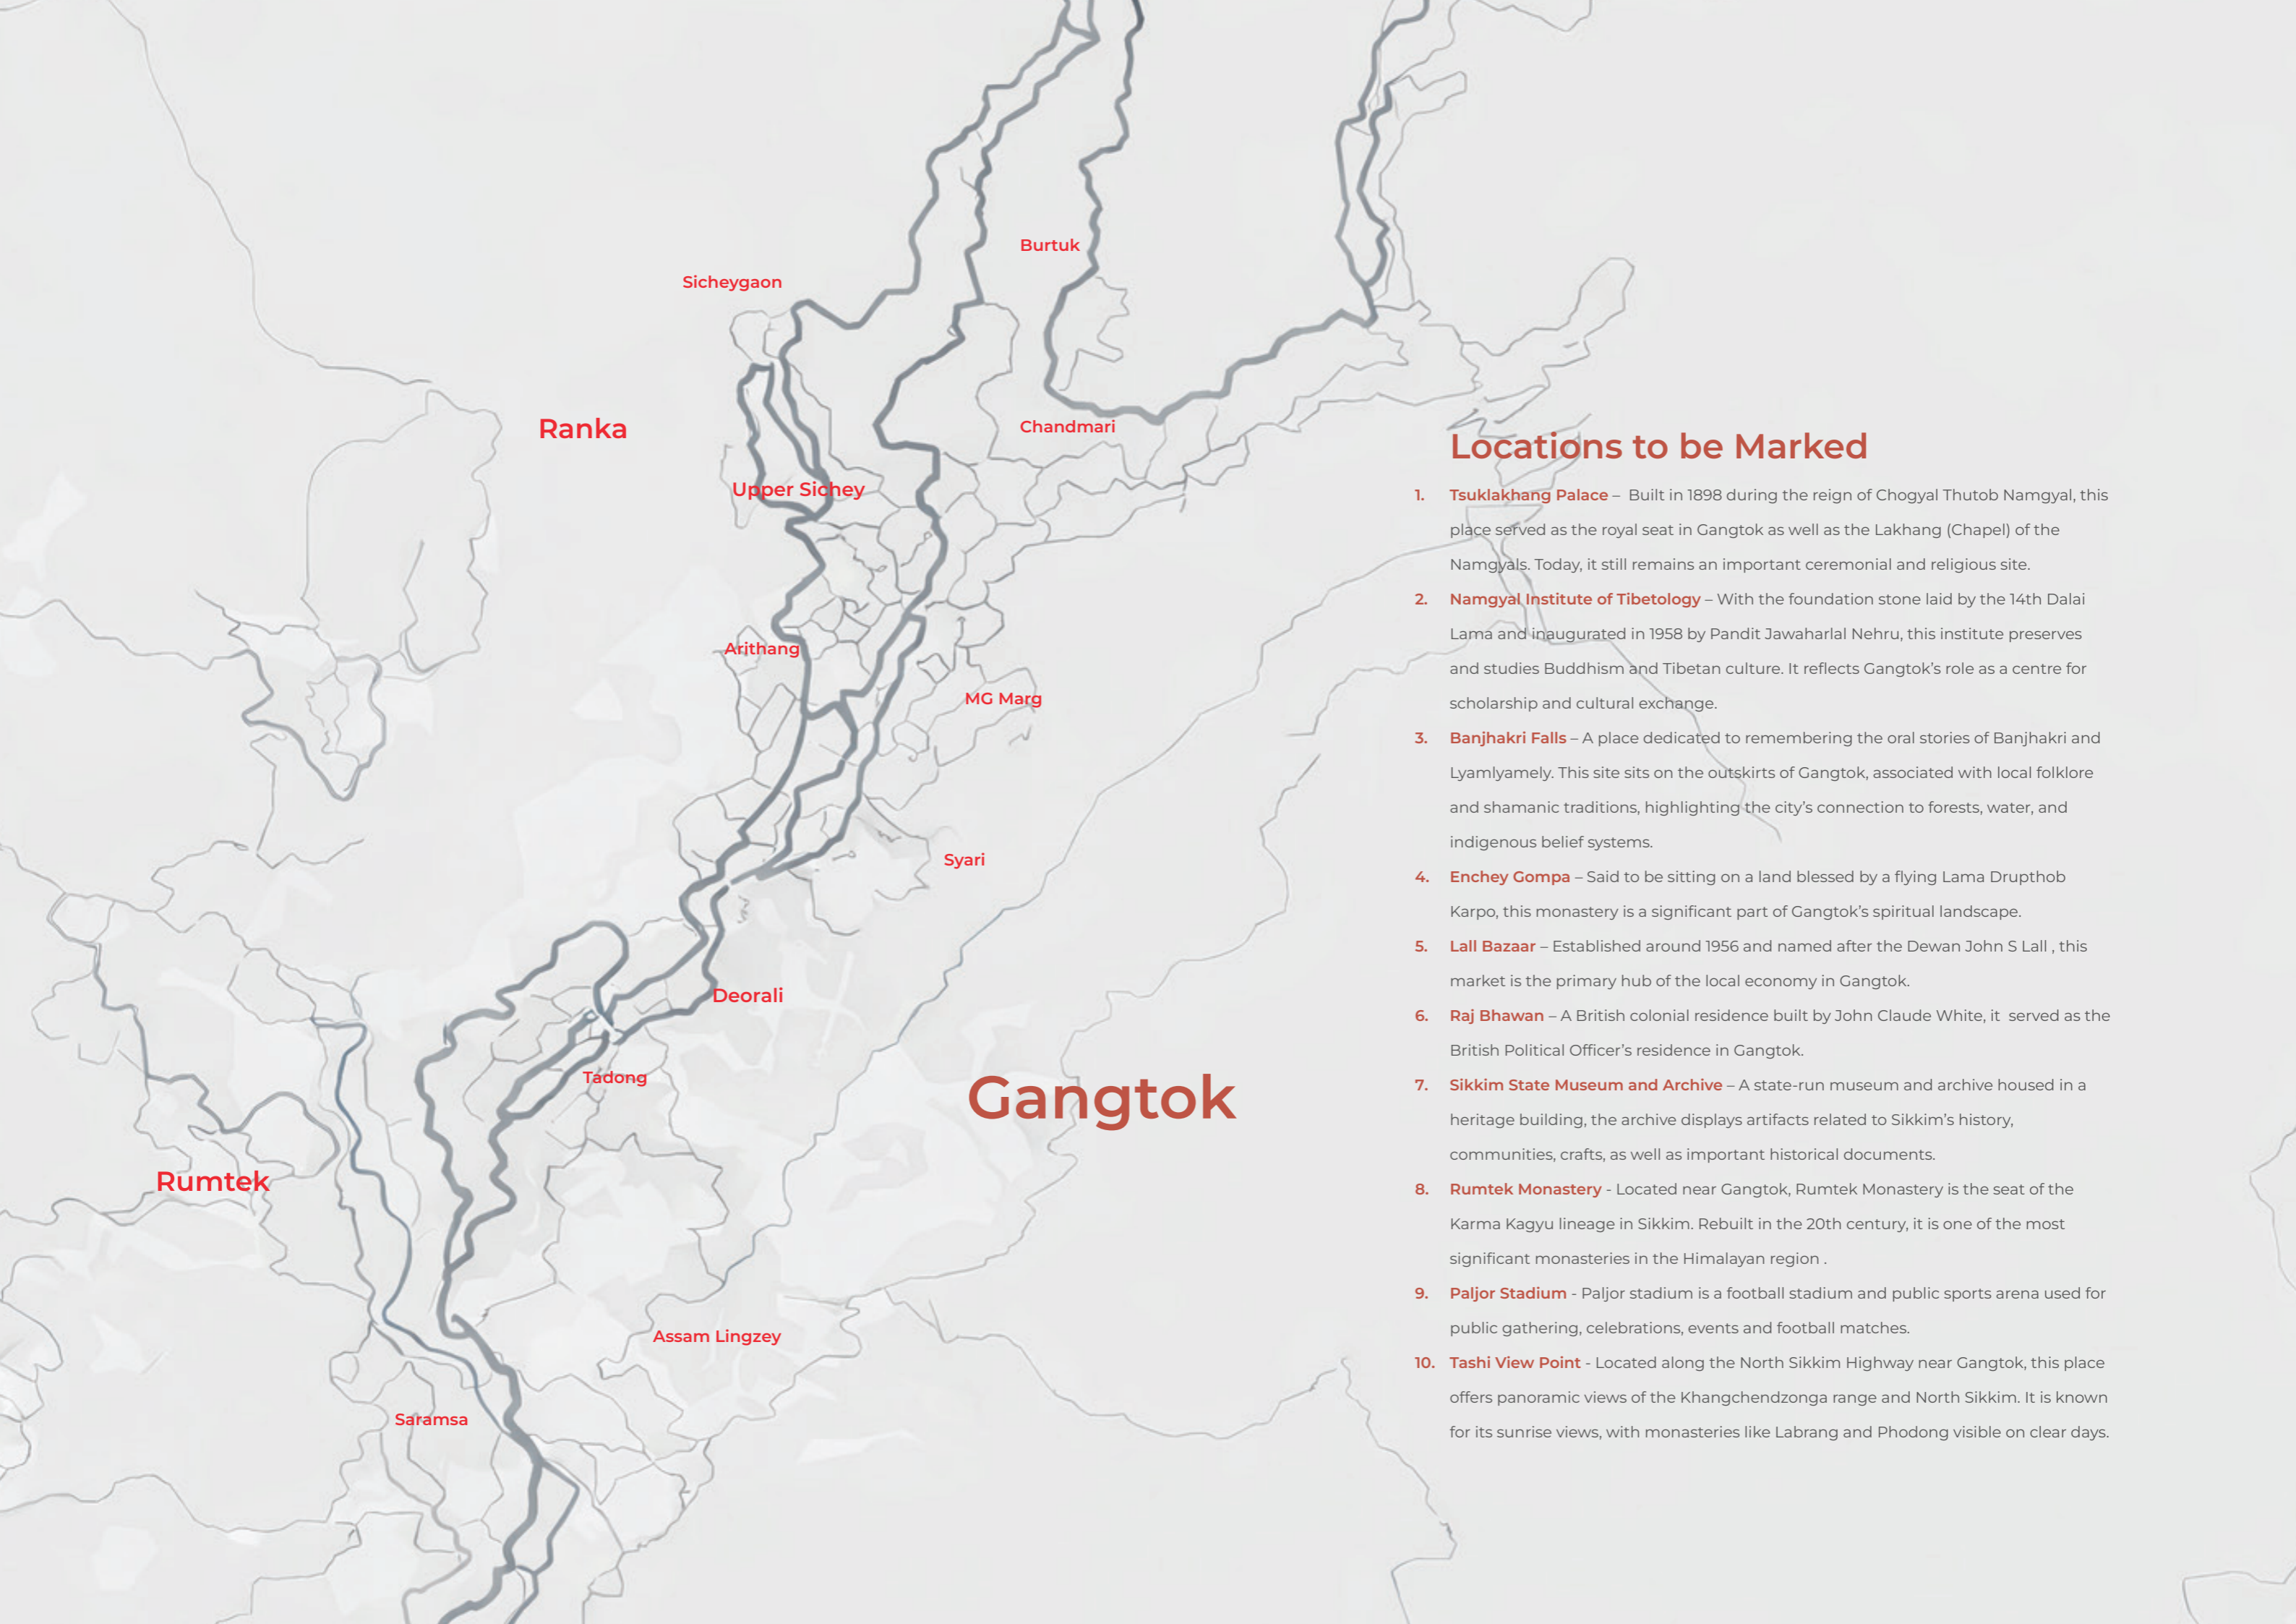 Burtuk
Sicheygaon
Ranka
Chandmari
Upper Sichey
Arithang
MG Marg
Syari
Deorali
Tadong
Gangtok
Rumtek
Assam Lingzey
Saramsa
Locations to be Marked
1. Tsuklakhang Palace – Built in 1898 during the reign of Chogyal Thutob Namgyal, this
place served as the royal seat in Gangtok as well as the Lakhang (Chapel) of the
Namgyals. Today, it still remains an important ceremonial and religious site.
2. Namgyal Institute of Tibetology – With the foundation stone laid by the 14th Dalai
Lama and inaugurated in 1958 by Pandit Jawaharlal Nehru, this institute preserves
and studies Buddhism and Tibetan culture. It reflects Gangtok’s role as a centre for
scholarship and cultural exchange.
3. Banjhakri Falls – A place dedicated to remembering the oral stories of Banjhakri and
Lyamlyamely. This site sits on the outskirts of Gangtok, associated with local folklore
and shamanic traditions, highlighting the city’s connection to forests, water, and
indigenous belief systems.
4. Enchey Gompa – Said to be sitting on a land blessed by a flying Lama Drupthob
Karpo, this monastery is a significant part of Gangtok’s spiritual landscape.
5. Lall Bazaar – Established around 1956 and named after the Dewan John S Lall , this
market is the primary hub of the local economy in Gangtok.
6. Raj Bhawan – A British colonial residence built by John Claude White, it served as the
British Political Officer’s residence in Gangtok.
7. Sikkim State Museum and Archive – A state-run museum and archive housed in a
heritage building, the archive displays artifacts related to Sikkim’s history,
communities, crafts, as well as important historical documents.
8. Rumtek Monastery - Located near Gangtok, Rumtek Monastery is the seat of the
Karma Kagyu lineage in Sikkim. Rebuilt in the 20th century, it is one of the most
significant monasteries in the Himalayan region .
9. Paljor Stadium - Paljor stadium is a football stadium and public sports arena used for
public gathering, celebrations, events and football matches.
10. Tashi View Point - Located along the North Sikkim Highway near Gangtok, this place
offers panoramic views of the Khangchendzonga range and North Sikkim. It is known
for its sunrise views, with monasteries like Labrang and Phodong visible on clear days.